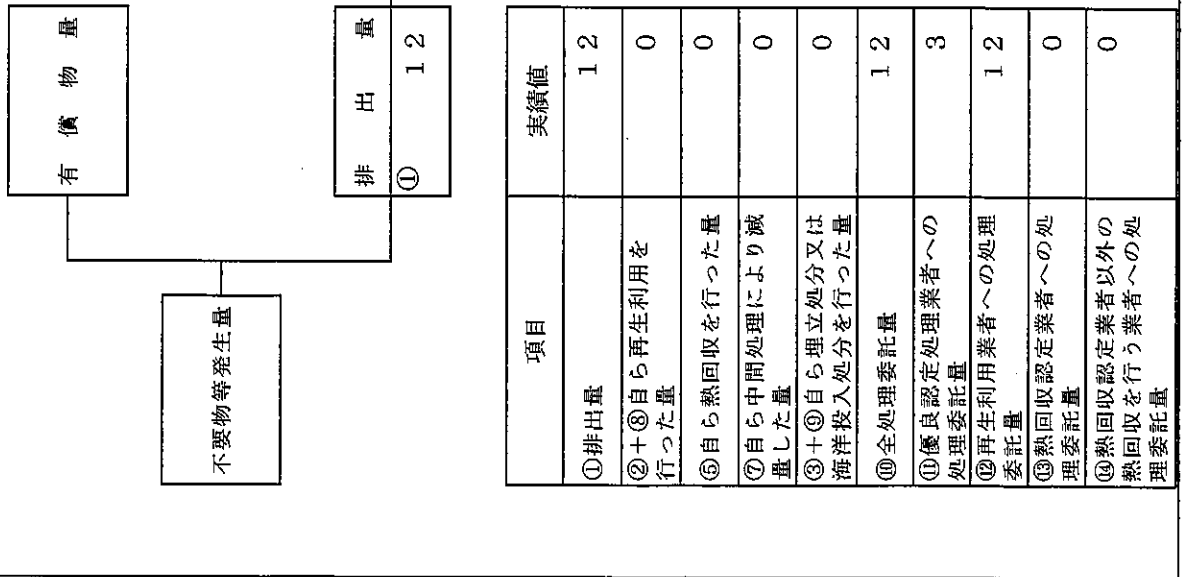 有償物量
不要物等発生量
排出量
① 12
項目 実績値
①排出量 12
②+⑧自ら再生利用を
行った量 0
⑤自ら熱回収を行った量 0
⑦自ら中間処理により減
量した量 0
③+⑨自ら埋立処分又は
海洋投入処分を行った量 0
⑩全処理委託量 12
⑪優良認定処理業者への
処理委託量 3
⑫再生利用業者への処理
委託量 12
⑬熱回収認定業者への処
理委託量 0
⑭熱回収認定業者以外の
熱回収を行う業者への処
理委託量 0